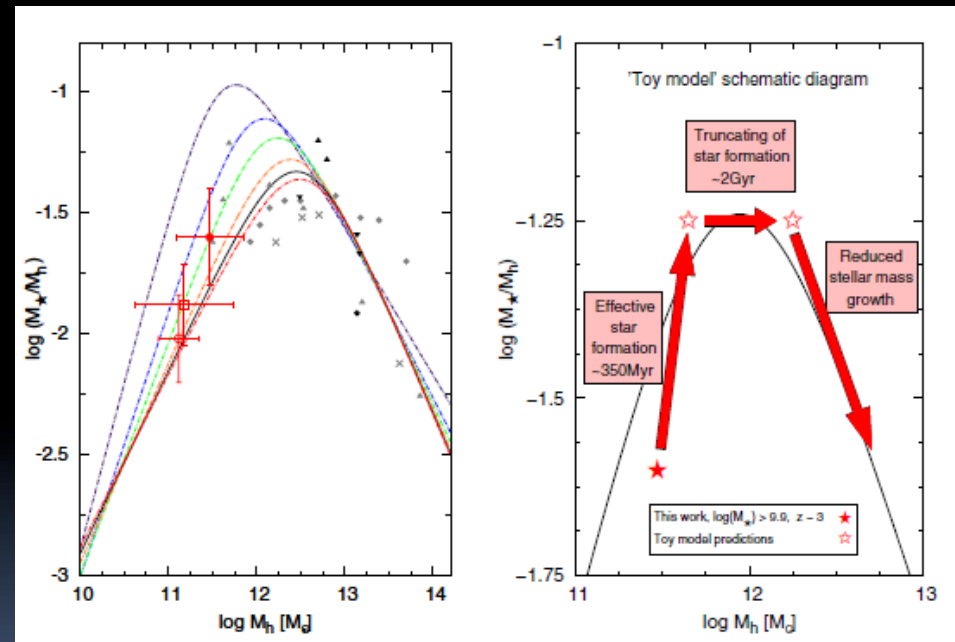 -1
-1.5
-2
-2.5
-3
10
11
12
13
14
log (M★/Mh)
log Mh [M⊙]
−1
−1.25
−1.5
−1.75
11
12
13
log (M★/Mh)
log Mh [M⊙]
'Toy model' schematic diagram
Truncating of
star formation
~2Gyr
Reduced
stellar mass
growth
Effective
star
formation
~350Myr
This work, log(M★) > 9.9, z ~ 3 ★
Toy model predictions ☆